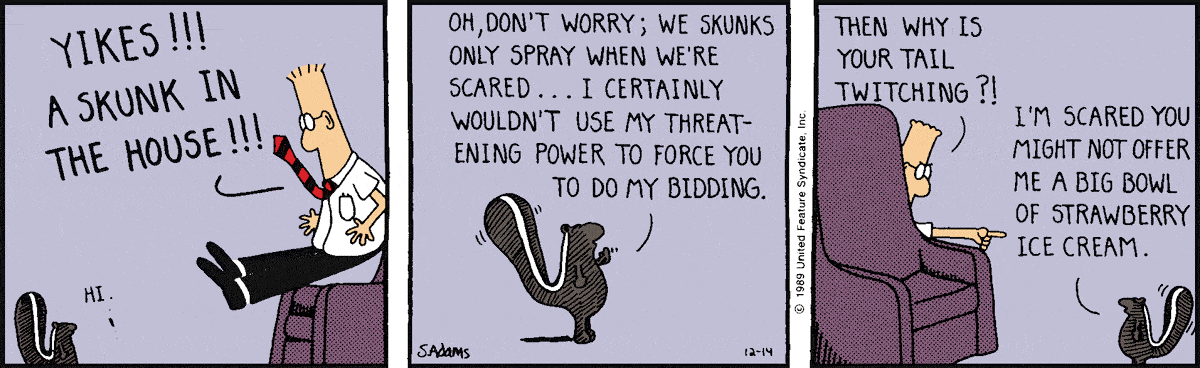 YIKES!!!
A SKUNK IN
THE HOUSE!!!
HI.
OH, DON'T WORRY; WE SKUNKS
ONLY SPRAY WHEN WE'RE
SCARED... I CERTAINLY
WOULDN'T USE MY THREAT-
ENING POWER TO FORCE YOU
TO DO MY BIDDING.
S.Adams
12-14
© 1989 United Feature Syndicate, Inc.
THEN WHY IS
YOUR TAIL
TWITCHING?!
I'M SCARED YOU
MIGHT NOT OFFER
ME A BIG BOWL
OF STRAWBERRY
ICE CREAM.